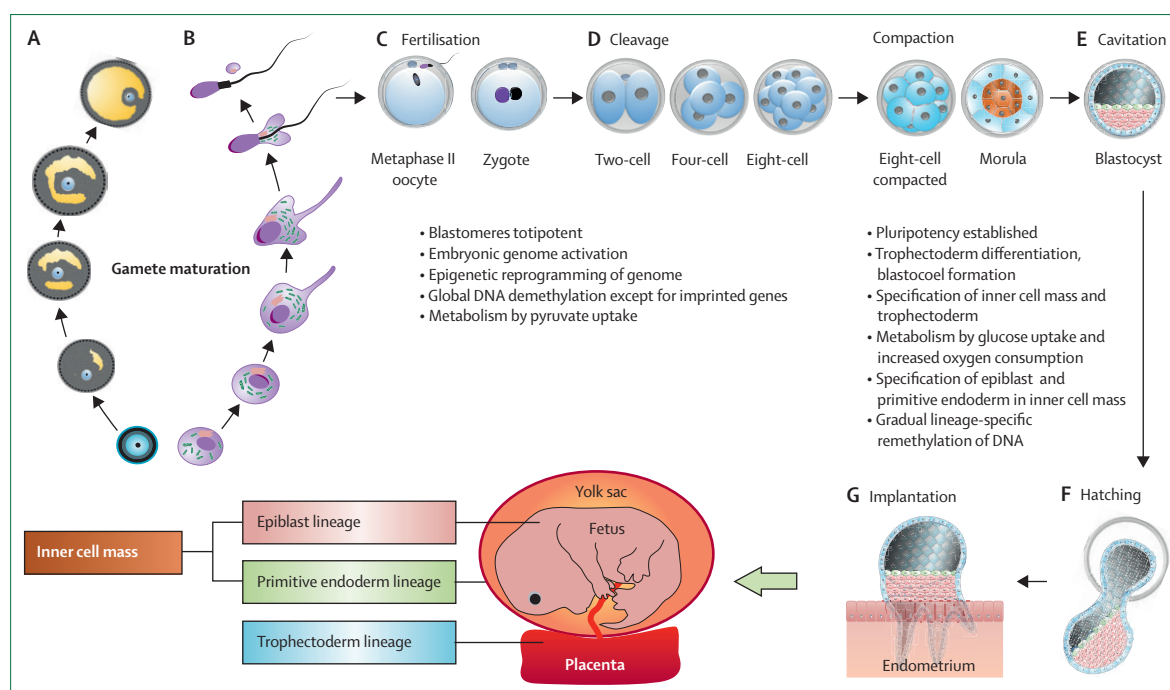 A
B
C Fertilisation
D Cleavage
Compaction
E Cavitation
Metaphase II
oocyte
Zygote
Two-cell
Four-cell
Eight-cell
Eight-cell
compacted
Morula
Blastocyst
Gamete maturation
• Blastomeres totipotent
• Embryonic genome activation
• Epigenetic reprogramming of genome
• Global DNA demethylation except for imprinted genes
• Metabolism by pyruvate uptake
• Pluripotency established
• Trophectoderm differentiation,
blastocoel formation
• Specification of inner cell mass and
trophectoderm
• Metabolism by glucose uptake and
increased oxygen consumption
• Specification of epiblast and
primitive endoderm in inner cell mass
• Gradual lineage-specific
remethylation of DNA
F Hatching
G Implantation
Endometrium
Yolk sac
Fetus
Placenta
Inner cell mass
Epiblast lineage
Primitive endoderm lineage
Trophectoderm lineage